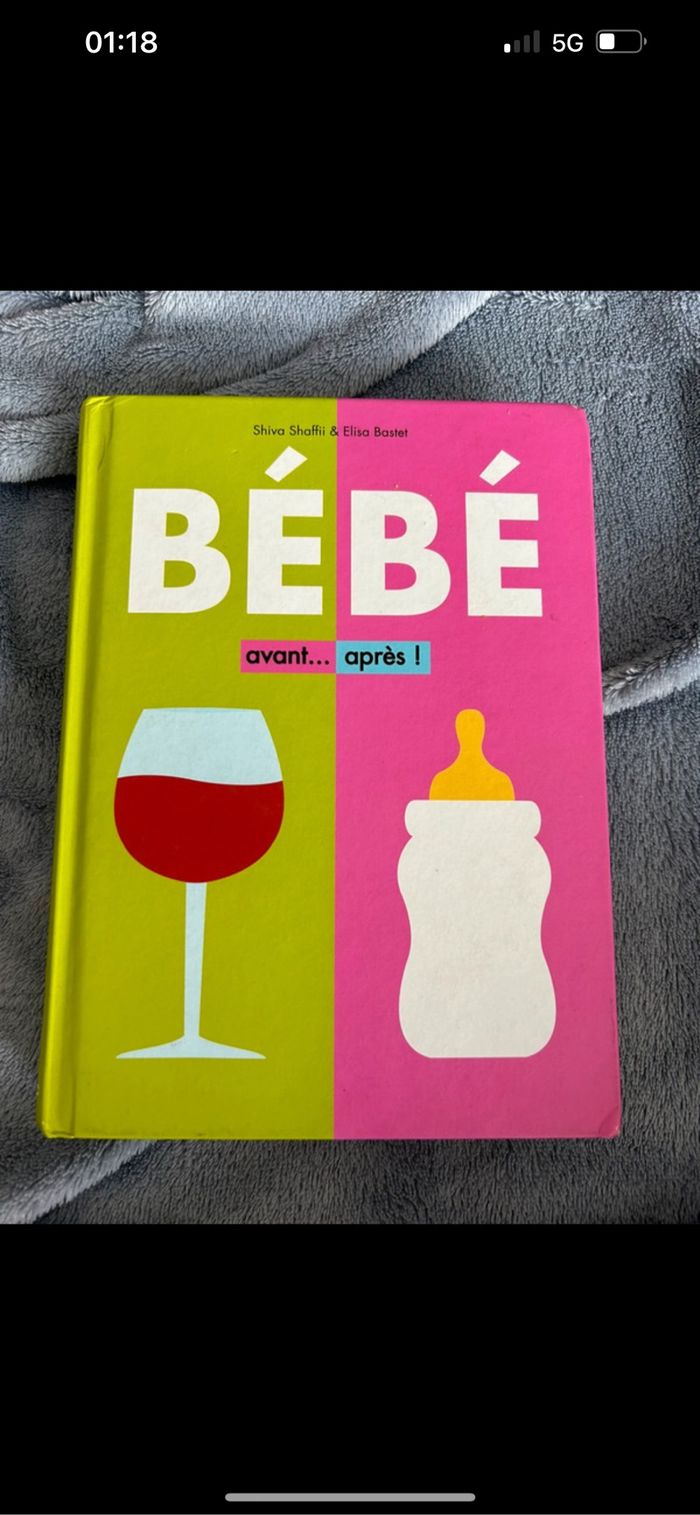 01:18
5G
Shiva Shaffii & Elisa Bastet
BÉBÉ
avant... après !